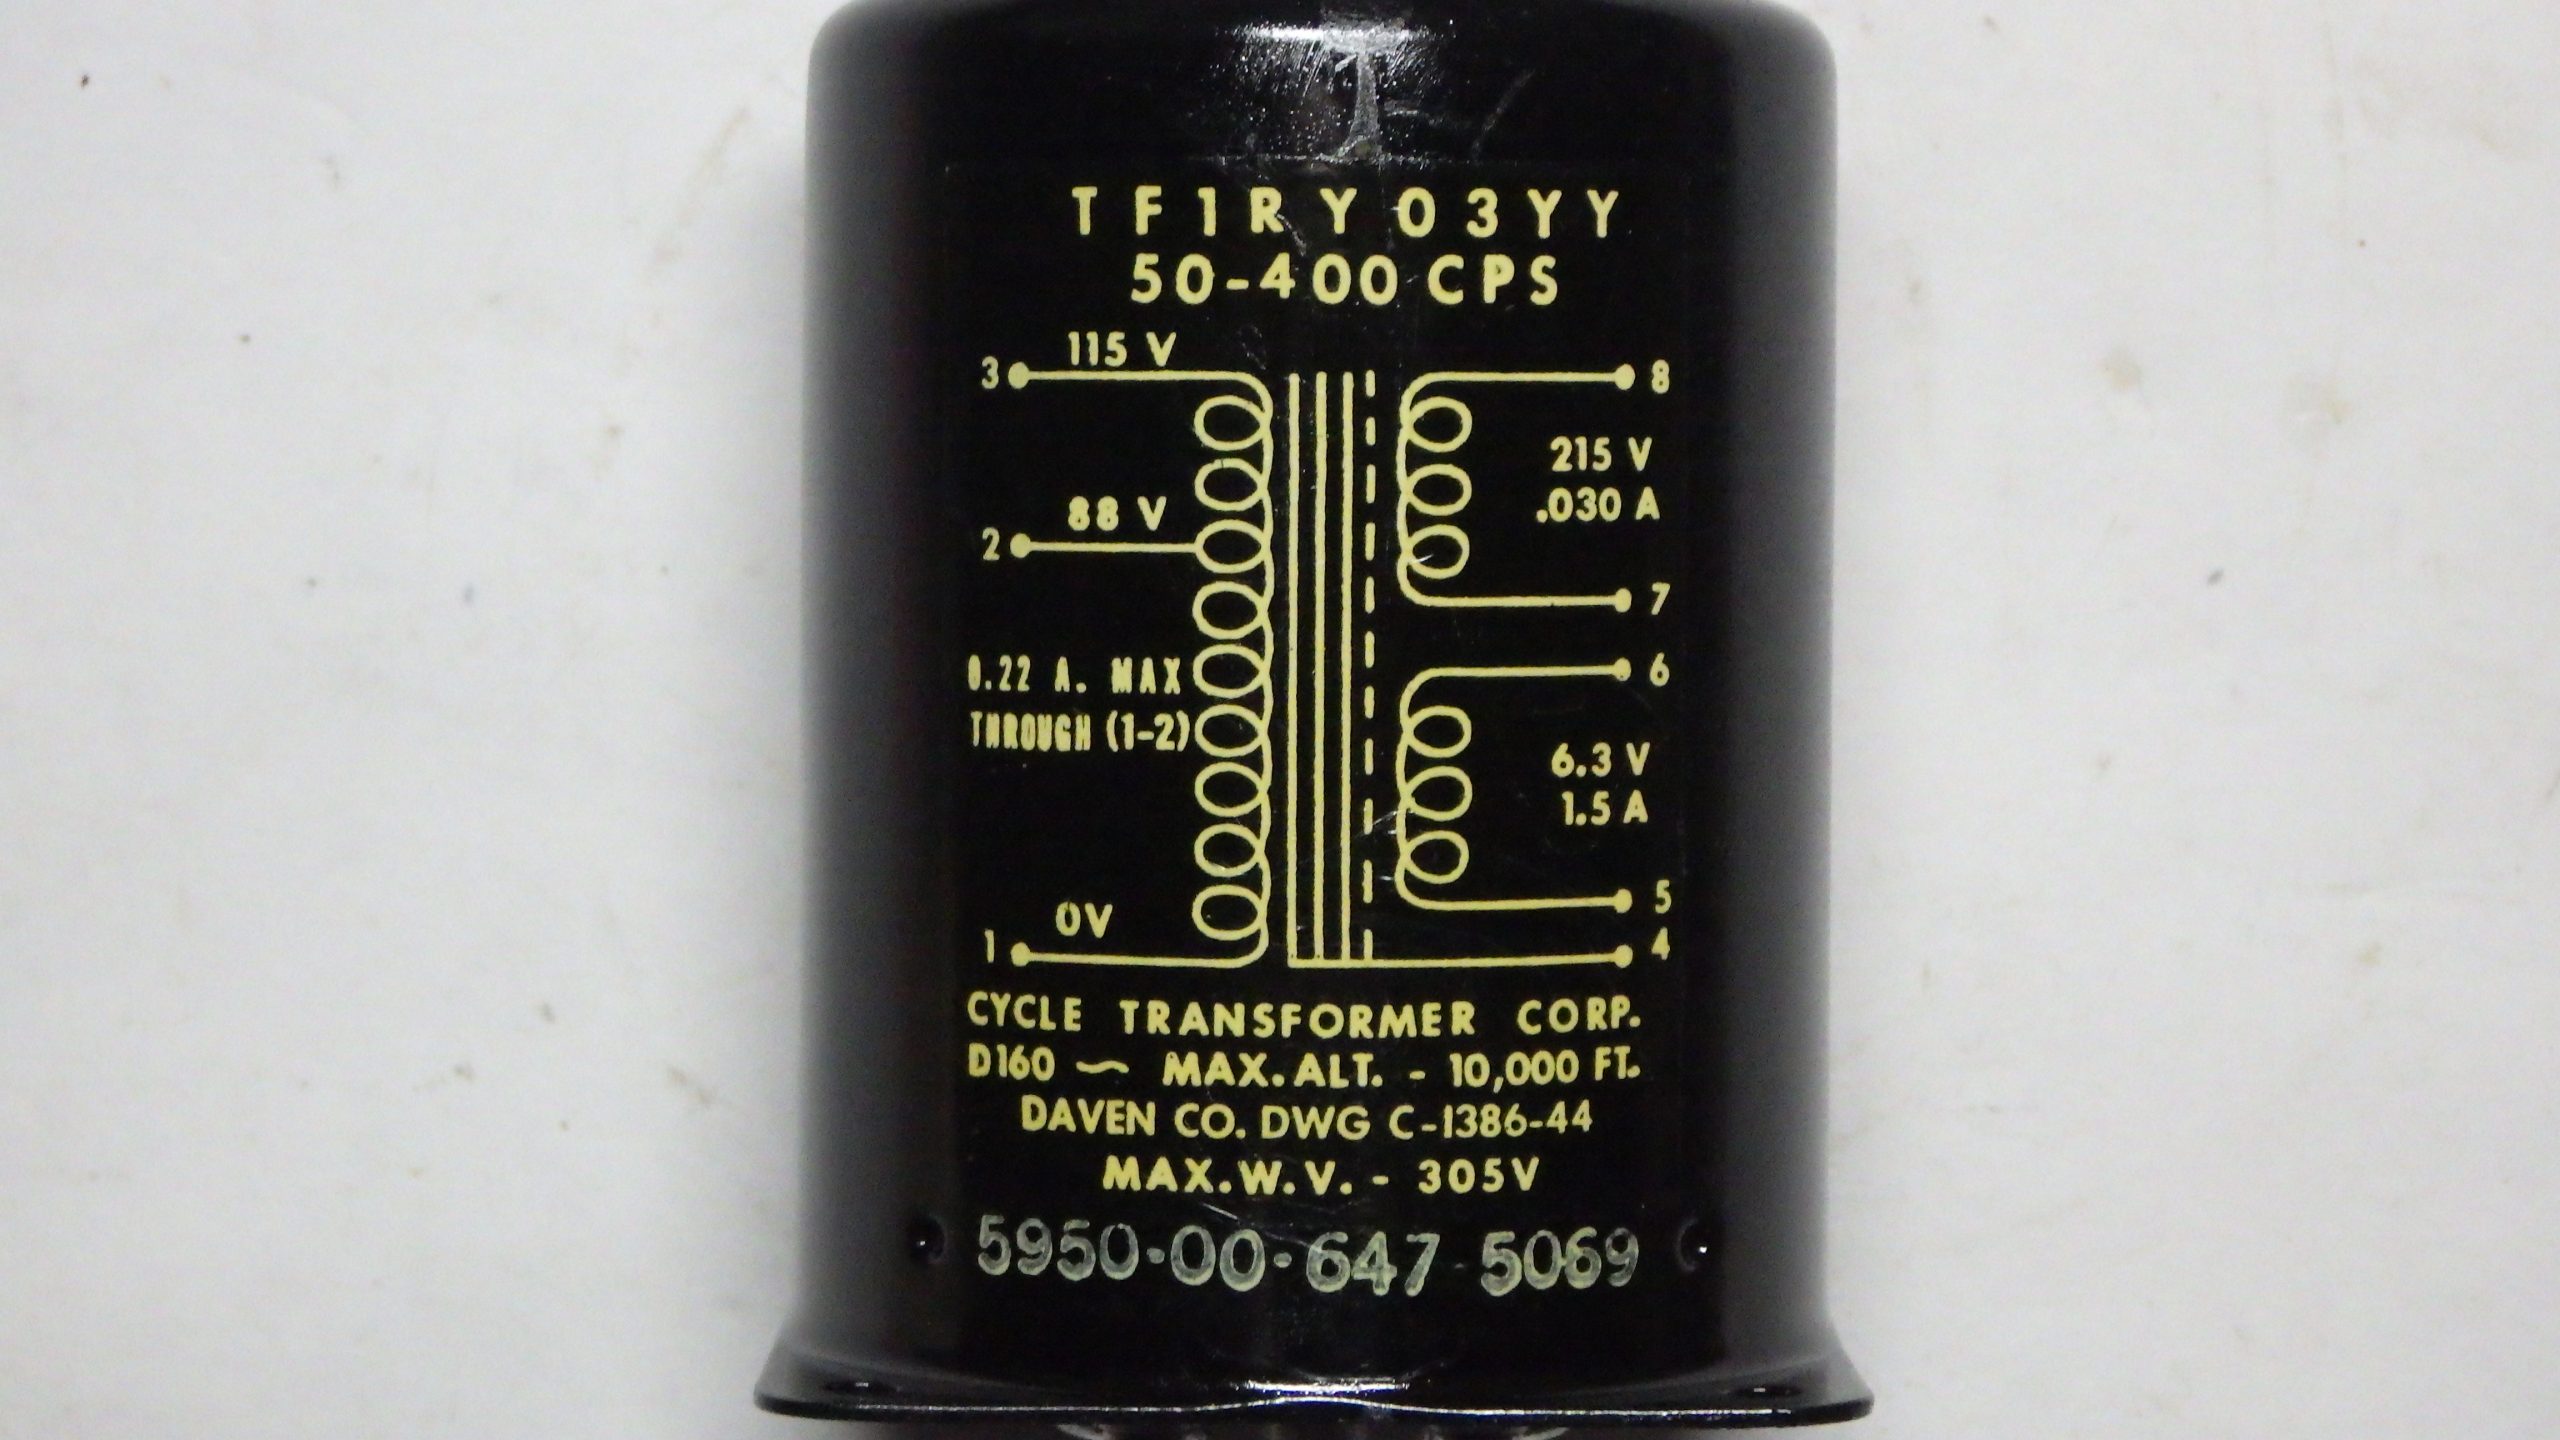 TF1RY03YY
50-400 CPS
3 115 V 8
215 V
.030 A
2 88 V
7
6
0.22 A. MAX
THROUGH (1-2)
6.3 V
1.5 A
5
1 0V 4
CYCLE TRANSFORMER CORP.
D160 ~ MAX. ALT. - 10,000 FT.
DAVEN CO. DWG C-1386-44
MAX. W. V. - 305V
5950-00-647 5069